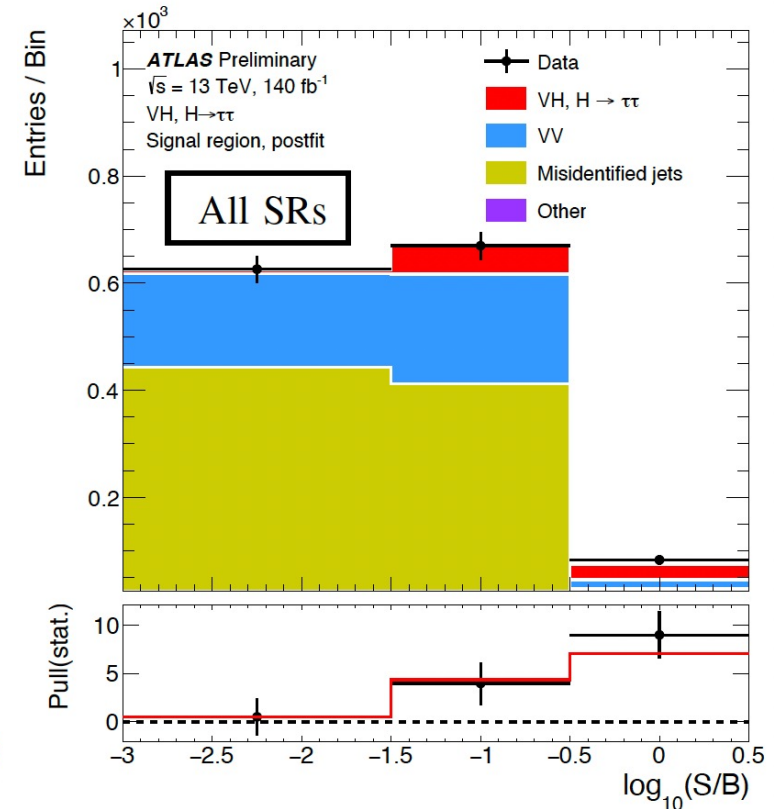 ×10³
Entries / Bin
1
0.8
0.6
0.4
0.2
ATLAS Preliminary
√s = 13 TeV, 140 fb⁻¹
VH, H→ττ
Signal region, postfit
All SRs
Data
VH, H → ττ
VV
Misidentified jets
Other
Pull(stat.)
10
5
0
−3 −2.5 −2 −1.5 −1 −0.5 0 0.5
log₁₀(S/B)